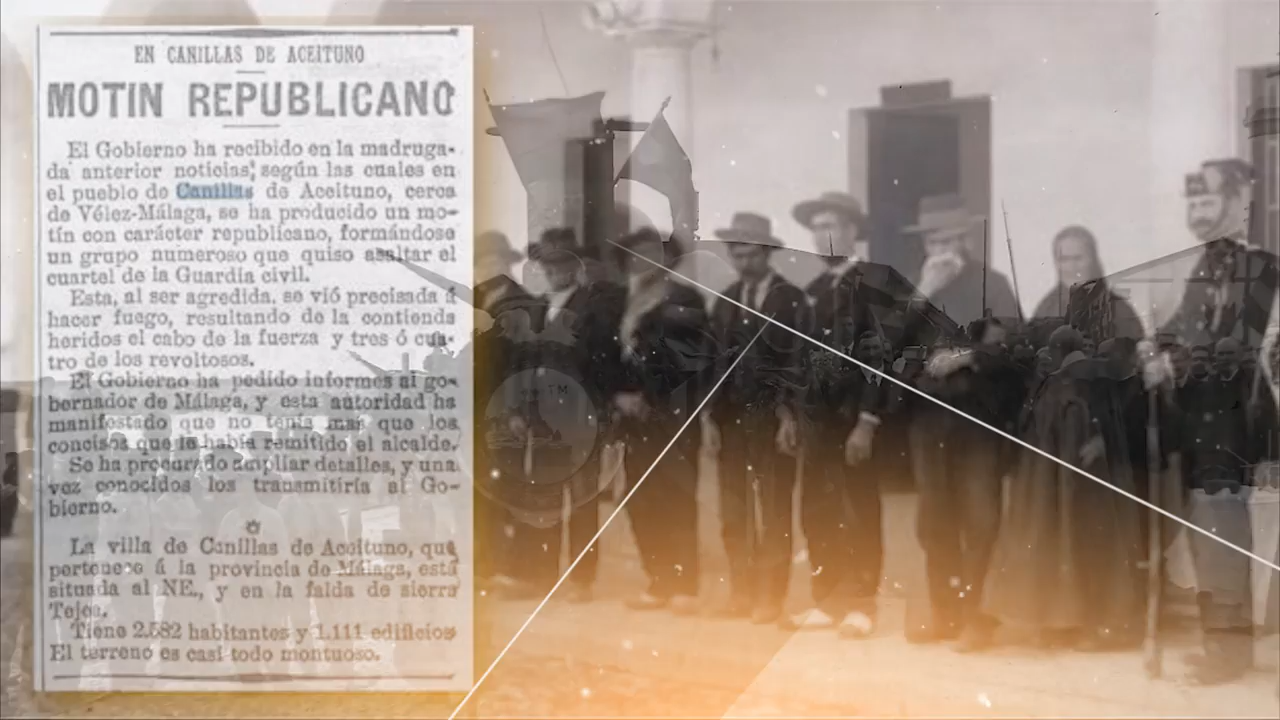 EN CANILLAS DE ACEITUNO
MOTIN REPUBLICANO
El Gobierno ha recibido en la madruga-
da anterior noticias, según las cuales en
el pueblo de Canillas de Aceituno, cerca
de Vélez-Málaga, se ha producido un mo-
tín con carácter republicano, formándose
un grupo numeroso que quiso asaltar el
cuartel de la Guardia civil.
Esta, al ser agredida, se vió precisada á
hacer fuego, resultando de la contienda
heridos el cabo de la fuerza y tres ó cua-
tro de los revoltosos.
El Gobierno ha pedido informes al go-
bernador de Málaga, y esta autoridad ha
manifestado que no tenía más que los
concisos que le había remitido el alcalde.
Se ha procurado ampliar detalles, y una
vez conocidos los transmitiría al Go-
bierno.
La villa de Canillas de Aceituno, que
pertenece á la provincia de Málaga, está
situada al NE., y en la falda de sierra
Tejea.
Tiene 2.582 habitantes y 1.111 edificios
El terreno es casi todo montuoso.
TM